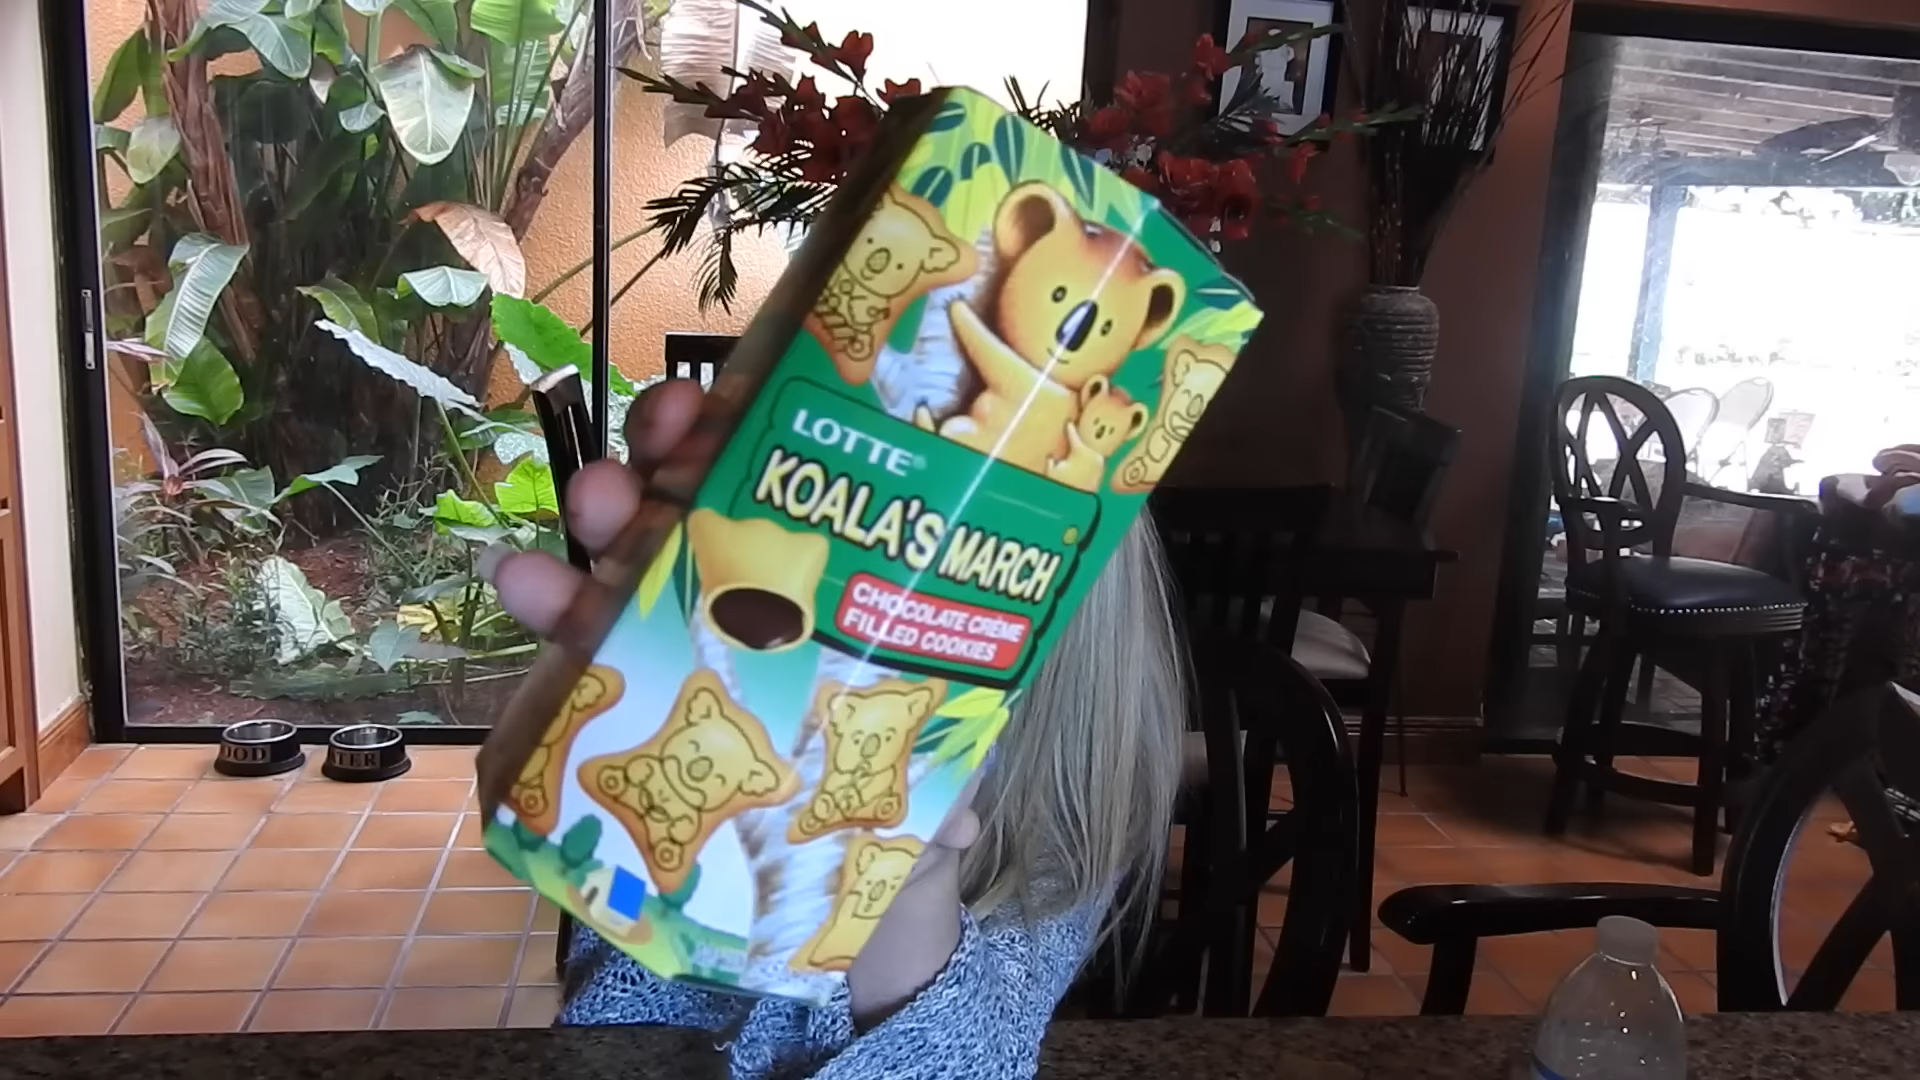 LOTTE®
KOALA'S MARCH®
CHOCOLATE CRÈME
FILLED COOKIES